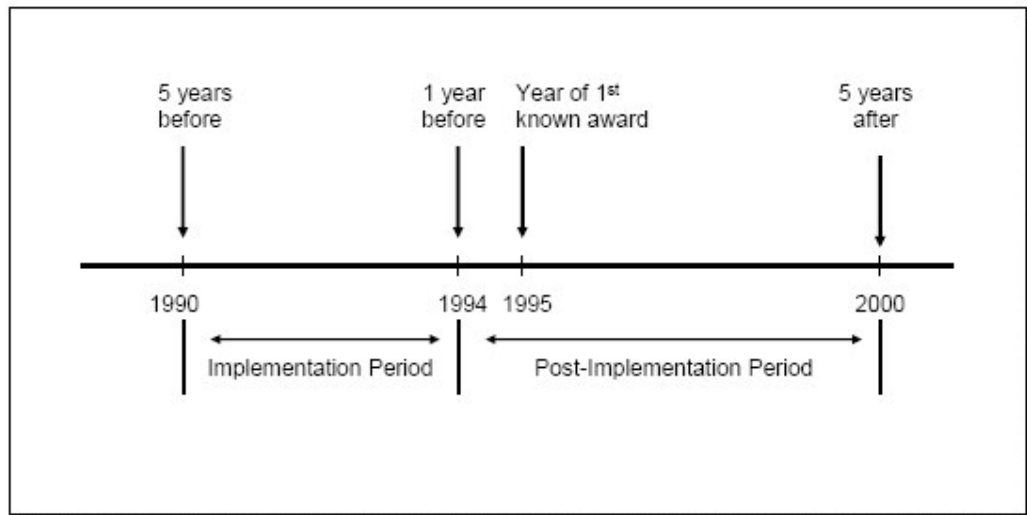 5 years
before
1 year
before
Year of 1st
known award
5 years
after
1990
1994
1995
2000
Implementation Period
Post-Implementation Period